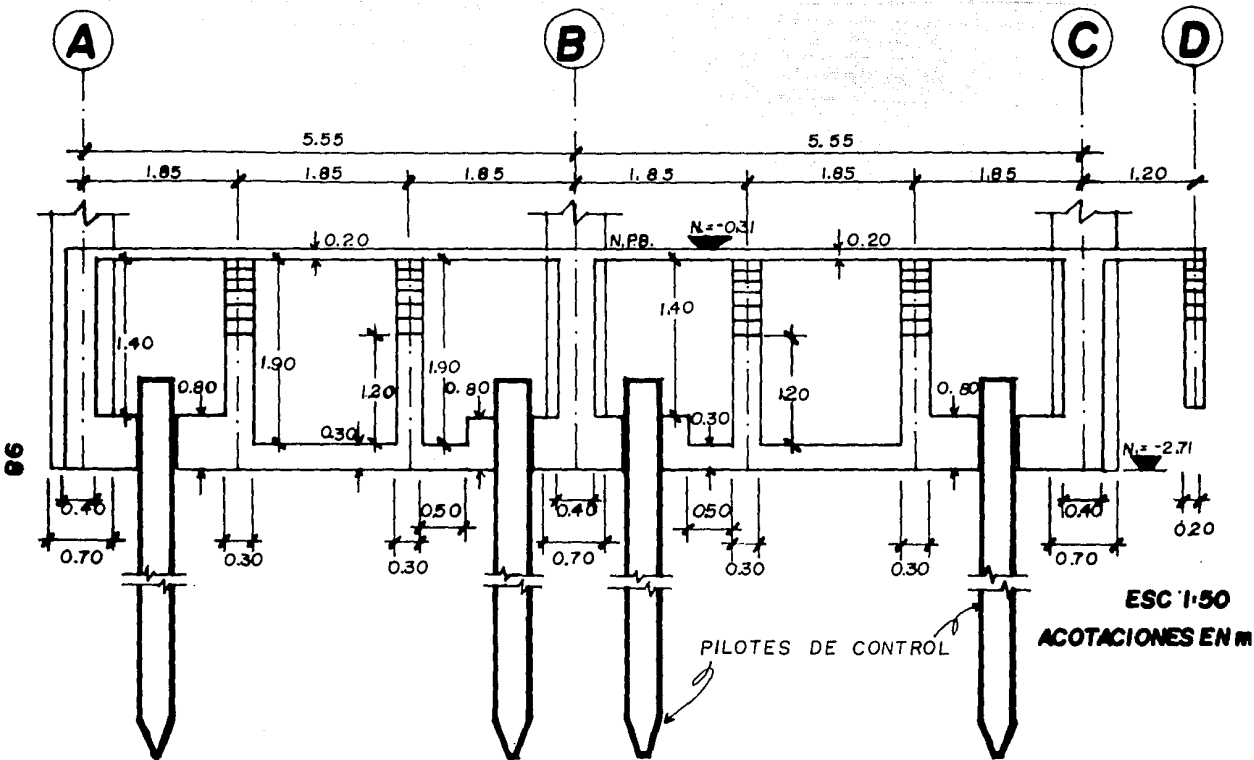 A B C D
5.55 5.55
1.85 1.85 1.85 1.85 1.85 1.85 1.20
0.20 N.P.B. N.=-0.31 0.20
1.40 1.90 1.20 1.90 0.80 0.80 1.40 1.20 0.80
0.30 0.30
N.=-2.71
98
0.40 0.50 0.40 0.50 0.40 0.20
0.70 0.30 0.30 0.70 0.30 0.30 0.70
ESC 1:50
ACOTACIONES EN m
PILOTES DE CONTROL